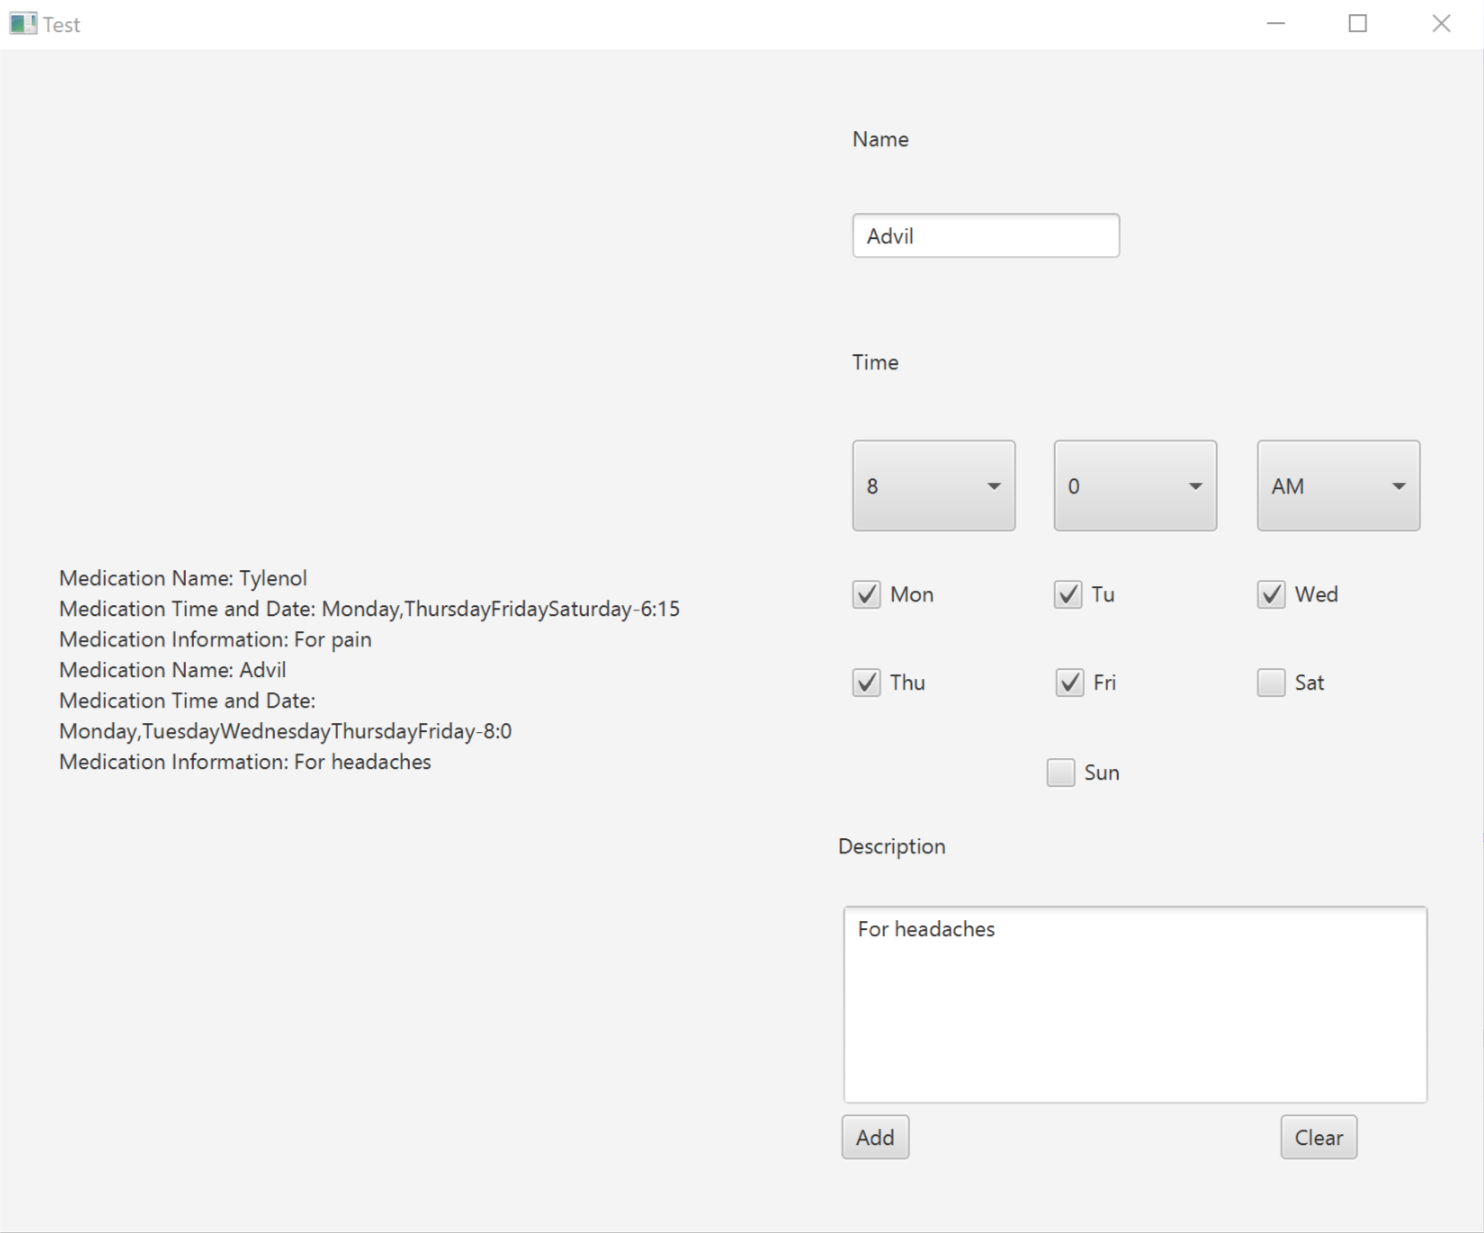 Test
Medication Name: Tylenol
Medication Time and Date: Monday,ThursdayFridaySaturday-6:15
Medication Information: For pain
Medication Name: Advil
Medication Time and Date:
Monday,TuesdayWednesdayThursdayFriday-8:0
Medication Information: For headaches
Name
Advil
Time
8 0 AM
Mon Tu Wed
Thu Fri Sat
Sun
Description
For headaches
Add Clear